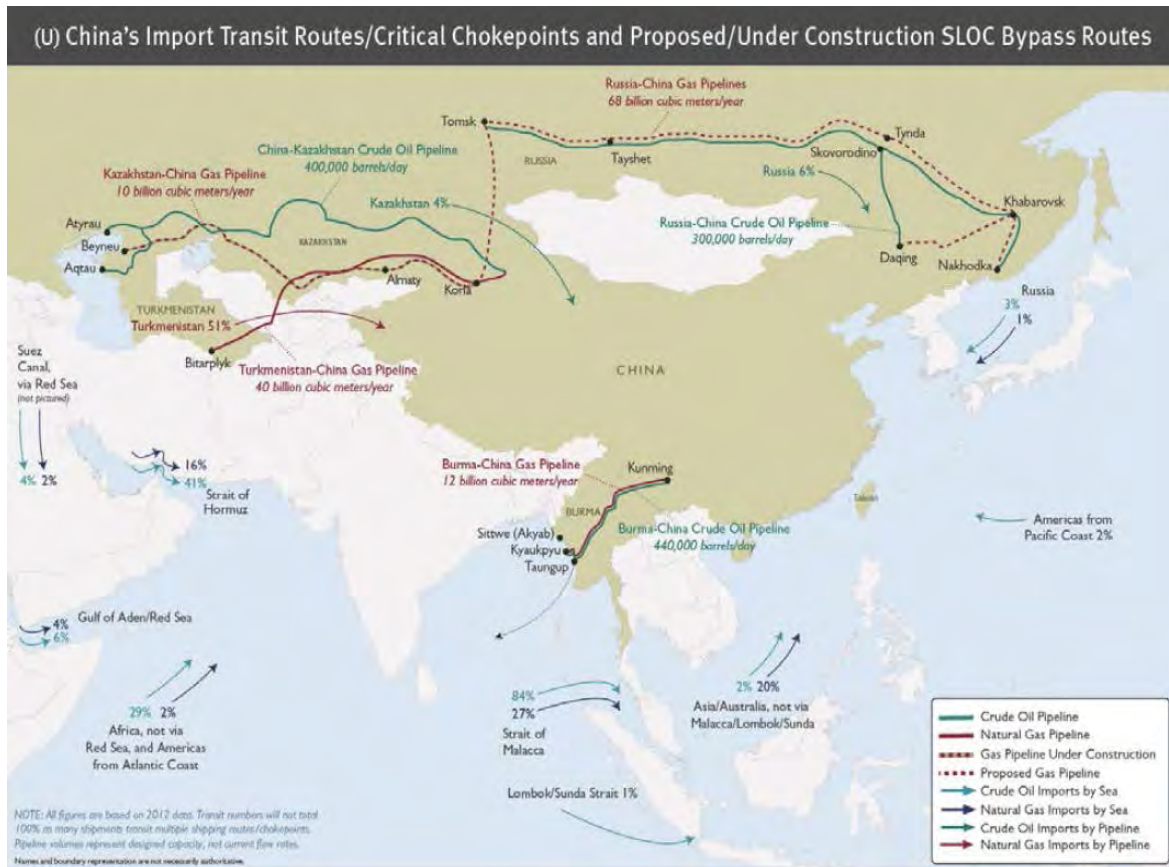 (U) China's Import Transit Routes/Critical Chokepoints and Proposed/Under Construction SLOC Bypass Routes
Russia-China Gas Pipelines
68 billion cubic meters/year
Tomsk
Tynda
RUSSIA
Tayshet
Skovorodino
China-Kazakhstan Crude Oil Pipeline
400,000 barrels/day
Russia 6%
Kazakhstan-China Gas Pipeline
10 billion cubic meters/year
Kazakhstan 4%
Khabarovsk
Atyrau
Russia-China Crude Oil Pipeline
300,000 barrels/day
Beyneu
KAZAKHSTAN
Daqing
Aqtau
Almaty
Korla
Nakhodka
Russia
3%
1%
TURKMENISTAN
Turkmenistan 51%
Suez
Canal,
via Red Sea
(not pictured)
4% 2%
Bitarplyk
Turkmenistan-China Gas Pipeline
40 billion cubic meters/year
CHINA
16%
41%
Strait of
Hormuz
Burma-China Gas Pipeline
12 billion cubic meters/year
Kunming
BURMA
Taiwan
Sittwe (Akyab)
Kyaukpyu
Taungup
Burma-China Crude Oil Pipeline
440,000 barrels/day
Americas from
Pacific Coast 2%
4%
6%
Gulf of Aden/Red Sea
29% 2%
Africa, not via
Red Sea, and Americas
from Atlantic Coast
84%
27%
Strait of
Malacca
2% 20%
Asia/Australia, not via
Malacca/Lombok/Sunda
Lombok/Sunda Strait 1%
Crude Oil Pipeline
Natural Gas Pipeline
Gas Pipeline Under Construction
Proposed Gas Pipeline
Crude Oil Imports by Sea
Natural Gas Imports by Sea
Crude Oil Imports by Pipeline
Natural Gas Imports by Pipeline
NOTE: All figures are based on 2012 data. Transit numbers will not total
100% as many shipments transit multiple shipping routes/chokepoints.
Pipeline volumes represent designed capacity, not current flow rates.
Names and boundary representation are not necessarily authoritative.